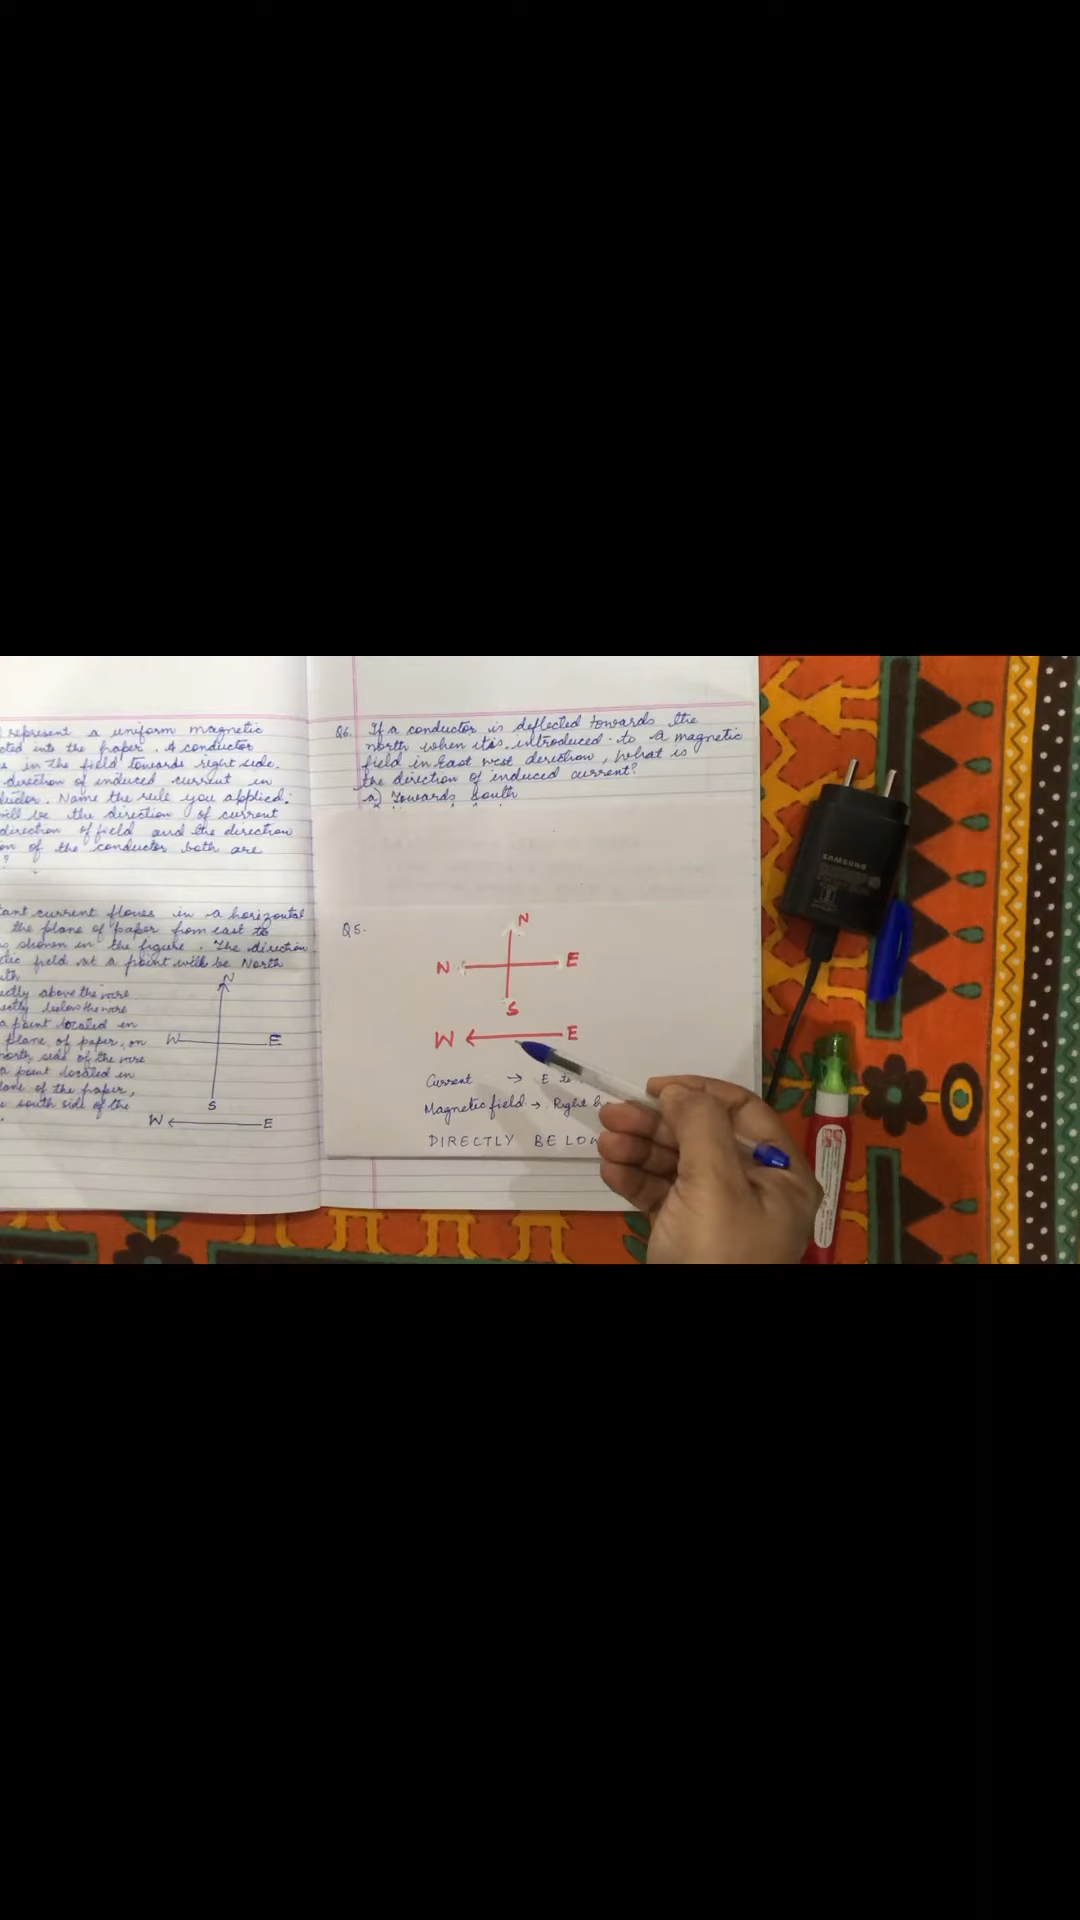 represent a uniform magnetic
cted into the paper. A conductor
in the field towards right side.
direction of induced current in
Name the rule you applied.
will be the direction of current
direction of field and the direction
on of the conductor both are
?
tant current flows in a horizontal
the plane of paper from east to
s shown in the figure. The direction
field at a point will be North
ectly above the wire
ectly below the wire
a point located in
plane of paper, on
north side of the wire
a point located in
lane of the paper,
south side of the
N
W E
S
W E
Q6. If a conductor is deflected towards the
north when it is introduced to a magnetic
field in East west direction, what is
the direction of induced current?
a) Towards South
Q5.
N
N E
S
W E
Current → E to
Magnetic field → Right
DIRECTLY BELOW
SAMSUNG